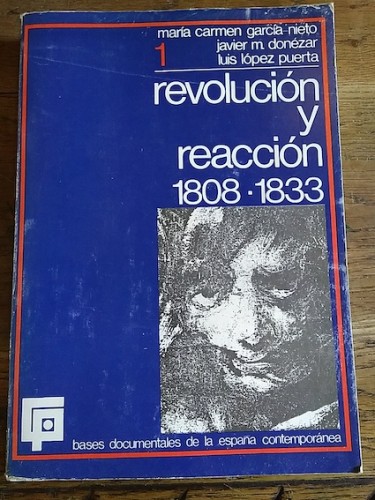 maría carmen garcía-nieto
javier m. donézar
luis lópez puerta
1
revolución
y
reacción
1808·1833
bases documentales de la españa contemporánea